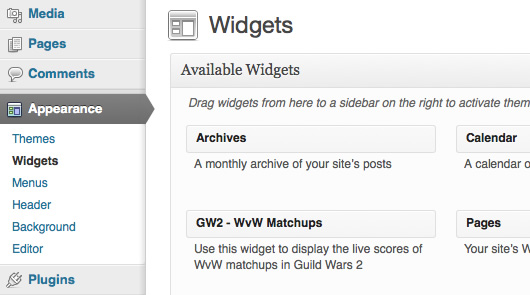 Media
Pages
Comments
Appearance
Themes
Widgets
Menus
Header
Background
Editor
Plugins
Widgets
Available Widgets
Drag widgets from here to a sidebar on the right to activate them
Archives
A monthly archive of your site's posts
Calendar
A calendar o
GW2 - WvW Matchups
Use this widget to display the live scores of
WvW matchups in Guild Wars 2
Pages
Your site's W